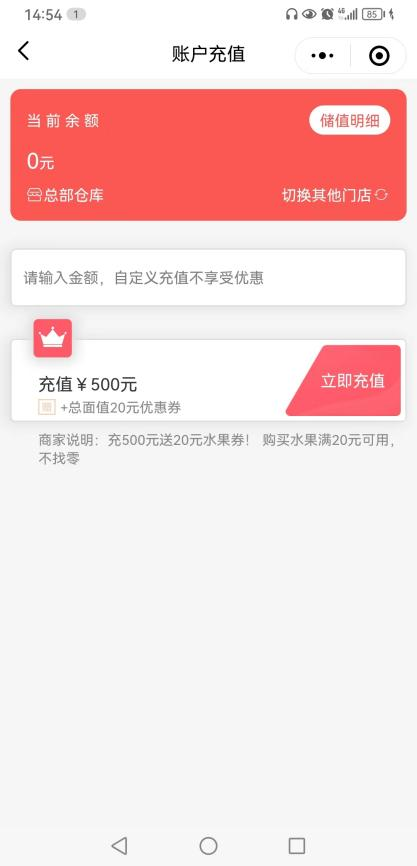 14:54 1
4G 85
账户充值
当前余额
储值明细
0元
总部仓库
切换其他门店
请输入金额，自定义充值不享受优惠
充值￥500元
立即充值
+总面值20元优惠券
商家说明：充500元送20元水果券！ 购买水果满20元可用，
不找零